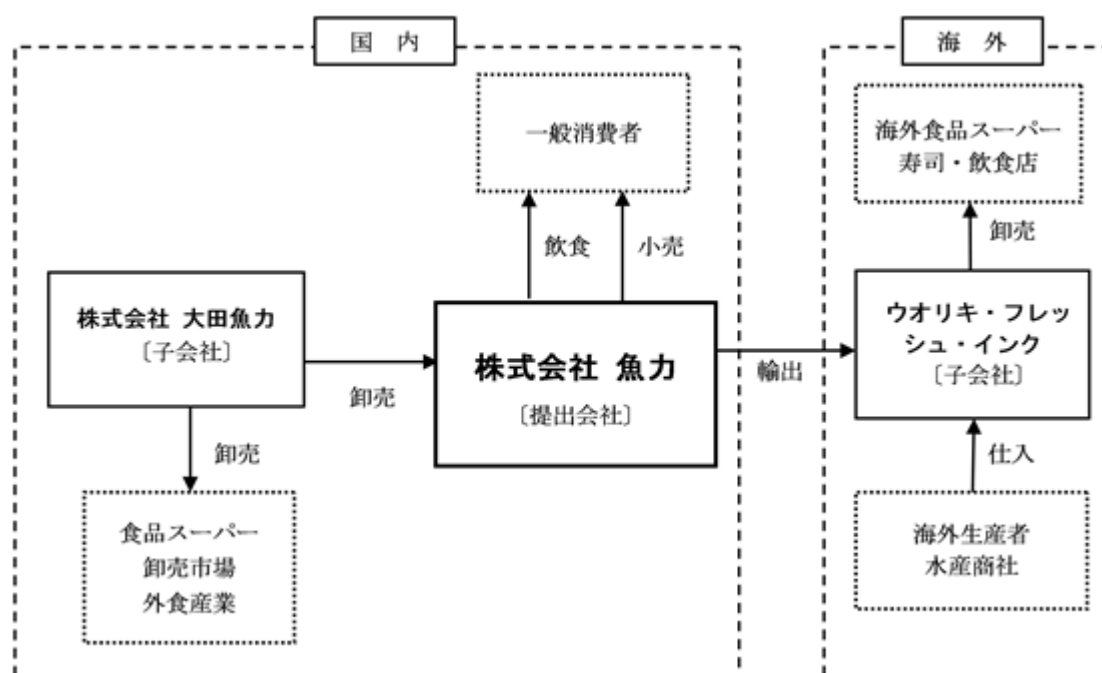 国 内
海 外
一般消費者
海外食品スーパー
寿司・飲食店
飲食
小売
卸売
株式会社 大田魚力
〔子会社〕
卸売
株式会社 魚力
〔提出会社〕
輸出
ウオリキ・フレッ
シュ・インク
〔子会社〕
卸売
仕入
食品スーパー
卸売市場
外食産業
海外生産者
水産商社